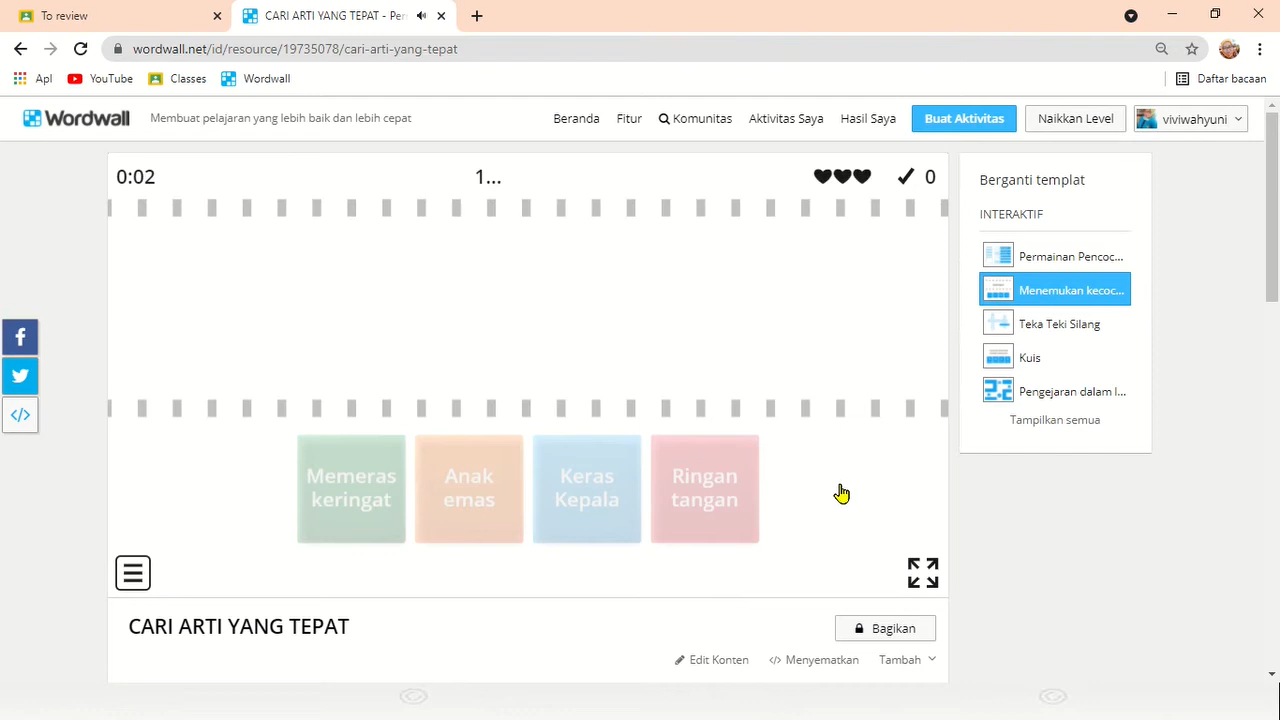 To review
CARI ARTI YANG TEPAT - Per
wordwall.net/id/resource/19735078/cari-arti-yang-tepat
Apl YouTube Classes Wordwall Daftar bacaan
Wordwall Membuat pelajaran yang lebih baik dan lebih cepat Beranda Fitur Komunitas Aktivitas Saya Hasil Saya Buat Aktivitas Naikkan Level viviwahyuni
0:02 1... 0
Memeras
keringat
Anak
emas
Keras
Kepala
Ringan
tangan
CARI ARTI YANG TEPAT
Bagikan
Edit Konten Menyematkan Tambah
Berganti templat
INTERAKTIF
Permainan Pencoc...
Menemukan kecoc...
Teka Teki Silang
Kuis
Pengejaran dalam l...
Tampilkan semua